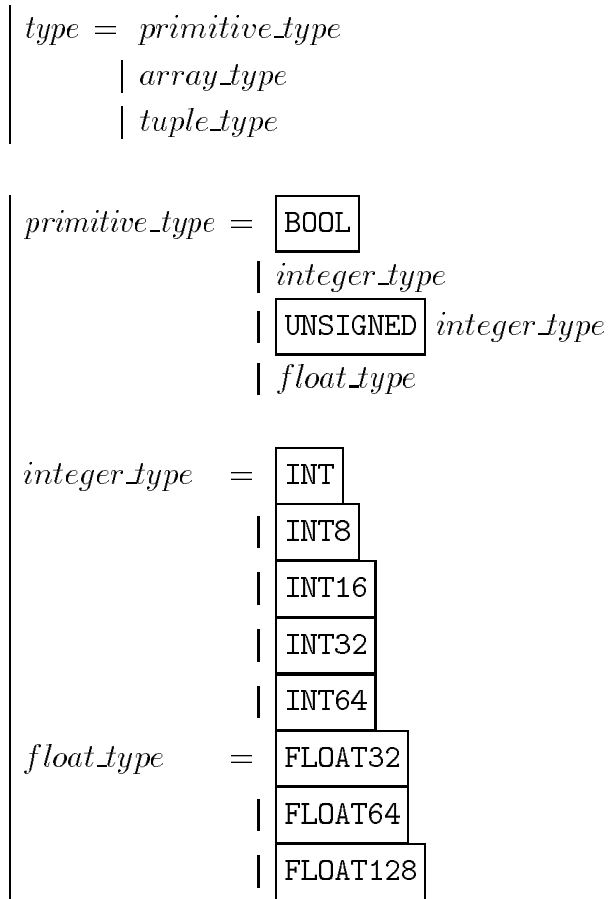 type = primitive_type
| array_type
| tuple_type
primitive_type = BOOL
| integer_type
| UNSIGNED integer_type
| float_type
integer_type = INT
| INT8
| INT16
| INT32
| INT64
float_type = FLOAT32
| FLOAT64
| FLOAT128